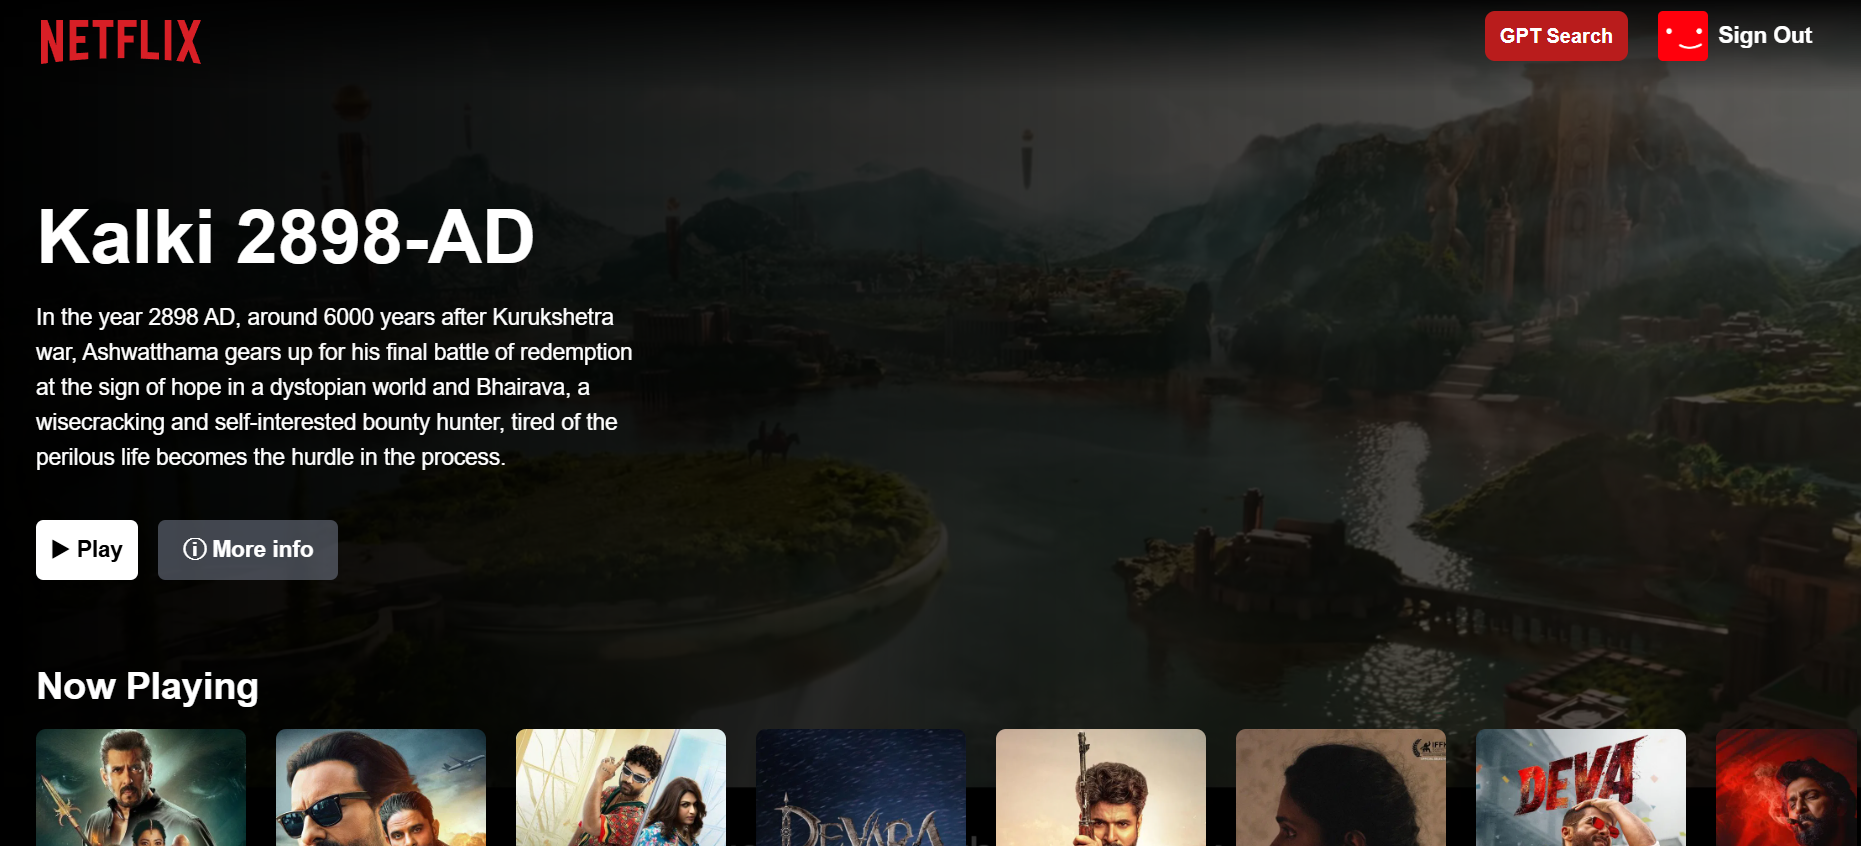 NETFLIX
GPT Search
Sign Out
Kalki 2898-AD
In the year 2898 AD, around 6000 years after Kurukshetra
war, Ashwatthama gears up for his final battle of redemption
at the sign of hope in a dystopian world and Bhairava, a
wisecracking and self-interested bounty hunter, tired of the
perilous life becomes the hurdle in the process.
Play
More info
Now Playing
DEVARA
IFFK
DEVA